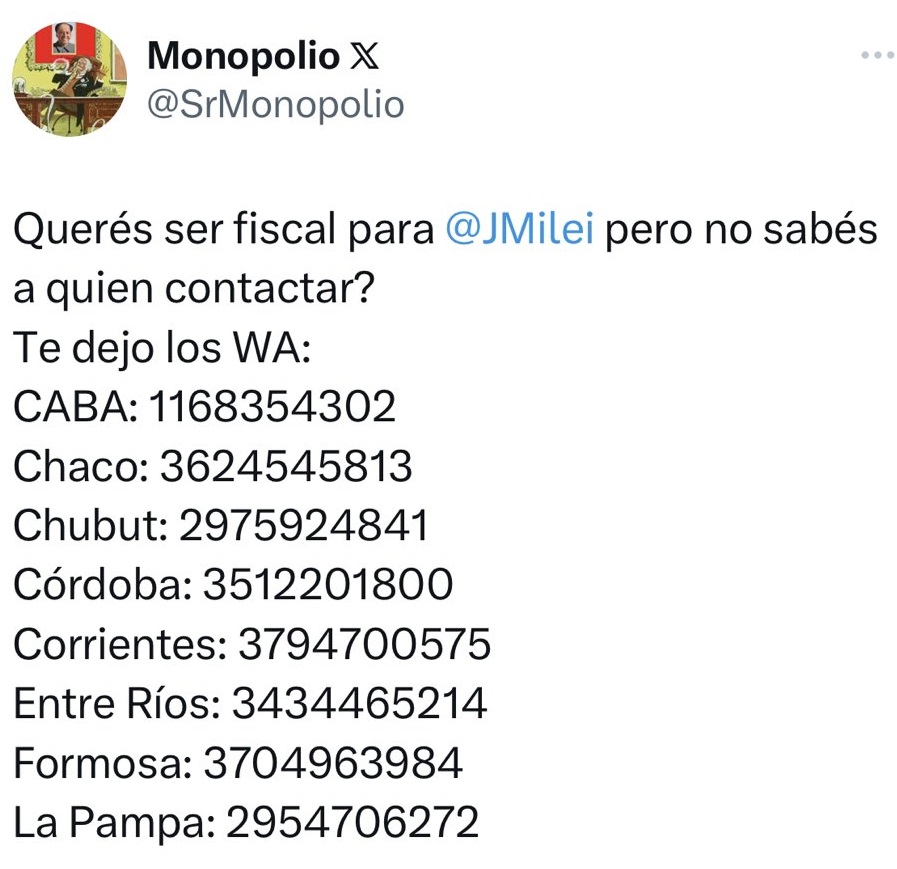 Monopolio X
@SrMonopolio
Querés ser fiscal para @JMilei pero no sabés
a quien contactar?
Te dejo los WA:
CABA: 1168354302
Chaco: 3624545813
Chubut: 2975924841
Córdoba: 3512201800
Corrientes: 3794700575
Entre Ríos: 3434465214
Formosa: 3704963984
La Pampa: 2954706272